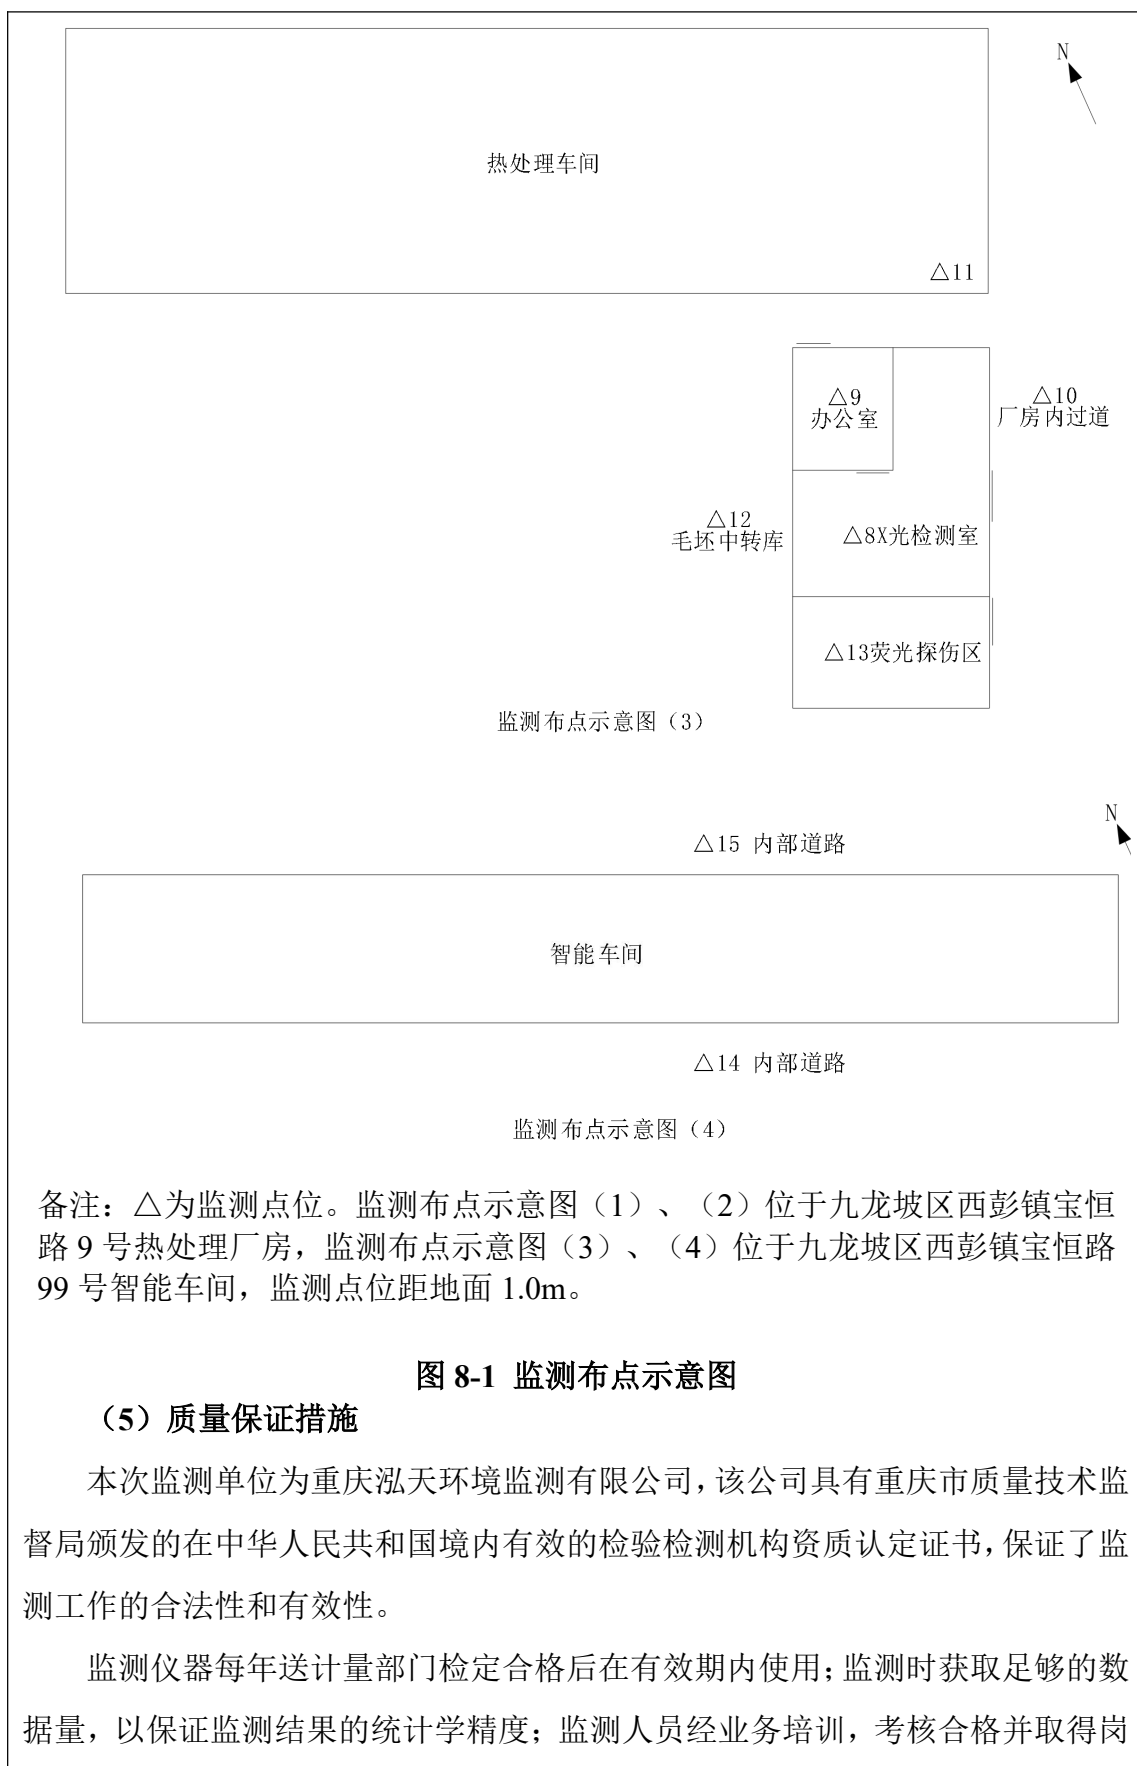 N
热处理车间
△11
△9
办公室
△10
厂房内过道
△12
毛坯中转库
△8X光检测室
△13荧光探伤区
监测布点示意图（3）
N
△15 内部道路
智能车间
△14 内部道路
监测布点示意图（4）
备注：△为监测点位。监测布点示意图（1）、（2）位于九龙坡区西彭镇宝恒
路 9 号热处理厂房，监测布点示意图（3）、（4）位于九龙坡区西彭镇宝恒路
99 号智能车间，监测点位距地面 1.0m。
图 8-1 监测布点示意图
（5）质量保证措施
本次监测单位为重庆泓天环境监测有限公司，该公司具有重庆市质量技术监
督局颁发的在中华人民共和国境内有效的检验检测机构资质认定证书，保证了监
测工作的合法性和有效性。
监测仪器每年送计量部门检定合格后在有效期内使用；监测时获取足够的数
据量，以保证监测结果的统计学精度；监测人员经业务培训，考核合格并取得岗